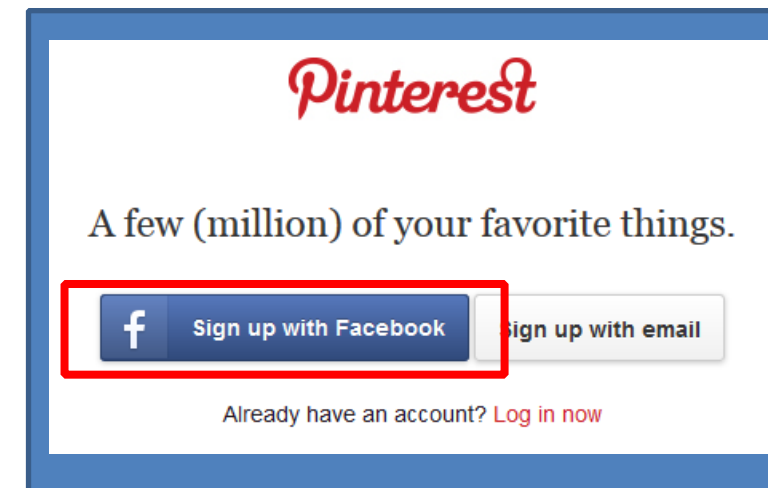 Pinterest
A few (million) of your favorite things.
f Sign up with Facebook Sign up with email
Already have an account? Log in now